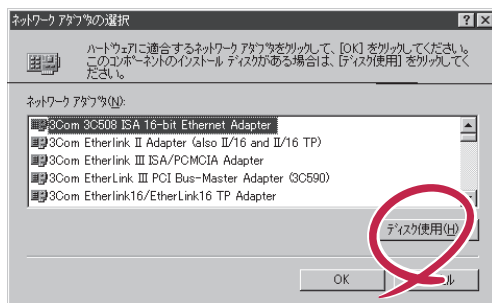 ネットワーク アダプタの選択
ハードウェアに適合するネットワーク アダプタをクリックして、[OK] をクリックしてください。
このコンポーネントのインストール ディスクがある場合は、[ディスク使用] をクリックしてく
ださい。
ネットワーク アダプタ(N):
3Com 3C508 ISA 16-bit Ethernet Adapter
3Com Etherlink II Adapter (also II/16 and II/16 TP)
3Com Etherlink III ISA/PCMCIA Adapter
3Com EtherLink III PCI Bus-Master Adapter (3C590)
3Com Etherlink16/EtherLink16 TP Adapter
ディスク使用(H)
OK